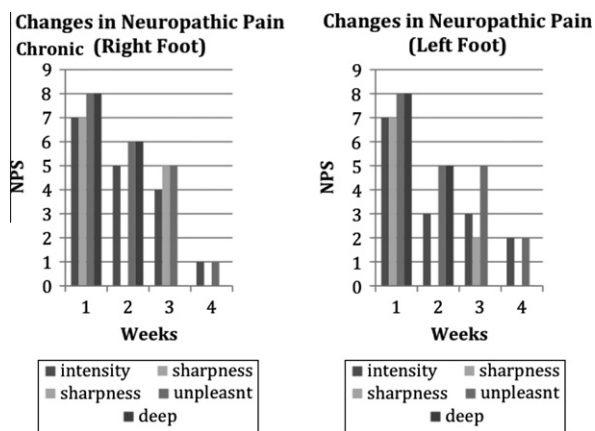 Changes in Neuropathic Pain
Chronic (Right Foot)
9
8
7
6
5
4
3
2
1
0
NPS
1 2 3 4
Weeks
intensity sharpness
sharpness unpleasnt
deep
Changes in Neuropathic Pain
(Left Foot)
9
8
7
6
5
4
3
2
1
0
NPS
1 2 3 4
Weeks
intensity sharpness
sharpness unpleasnt
deep